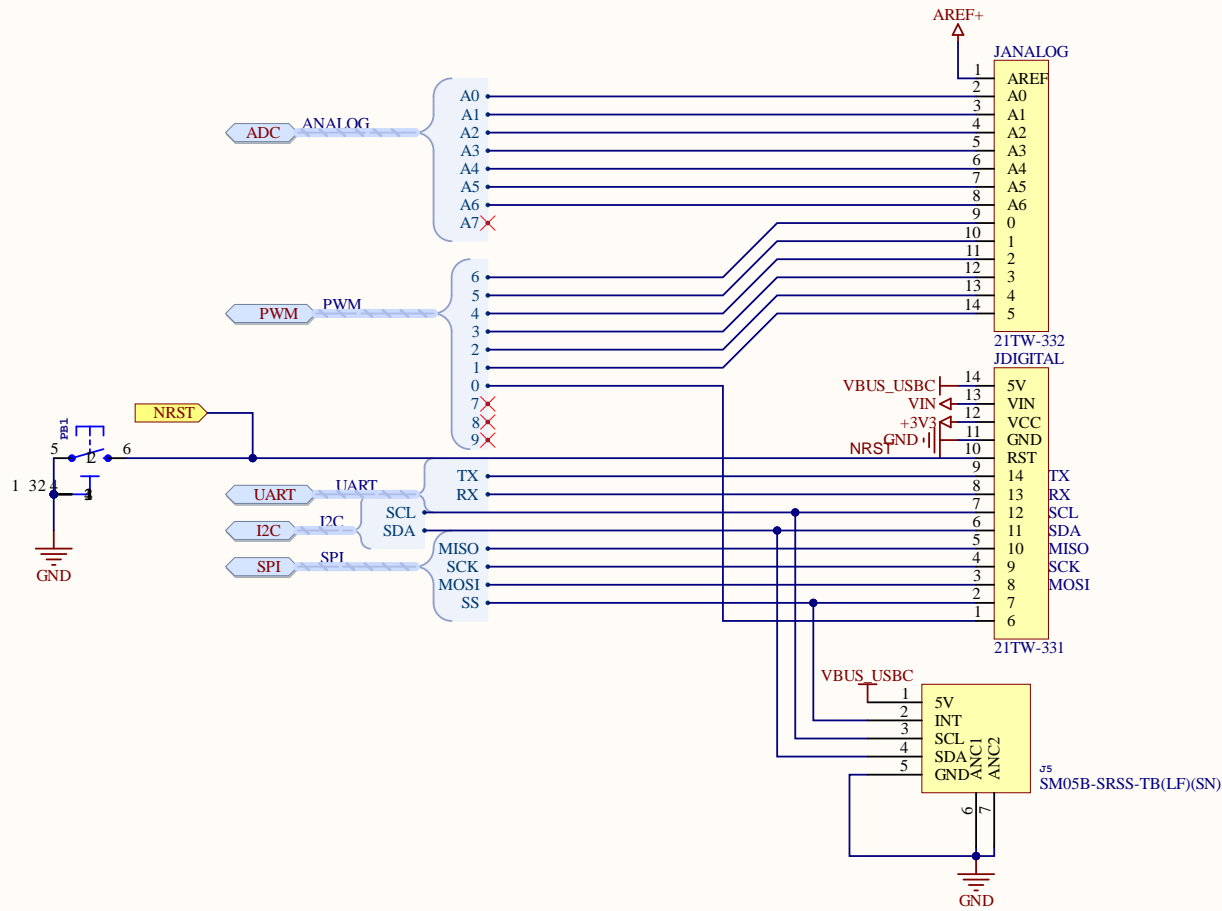 AREF+
JANALOG
1 AREF
A0 2 A0
A1 3 A1
ADC ANALOG A2 4 A2
A3 5 A3
A4 6 A4
A5 7 A5
A6 8 A6
A7 9 0
10 1
11 2
6 12 3
5 13 4
PWM PWM 4 14 5
3
2 21TW-332
1 JDIGITAL
0 VBUS_USBC 14 5V
7 VIN 13 VIN
NRST 8 +3V3 12 VCC
9 GND 11 GND
PB1 5 2 6 NRST 10 RST
TX 9 14 TX
1 3 2 4 UART UART RX 8 13 RX
SCL 7 12 SCL
I2C I2C SDA 6 11 SDA
MISO 5 10 MISO
SPI SPI SCK 4 9 SCK
GND MOSI 3 8 MOSI
SS 2 7
1 6
21TW-331
VBUS_USBC
1 5V
2 INT
3 SCL
4 SDA
5 GND ANC1 ANC2
J5
SM05B-SRSS-TB(LF)(SN)
6 7
GND